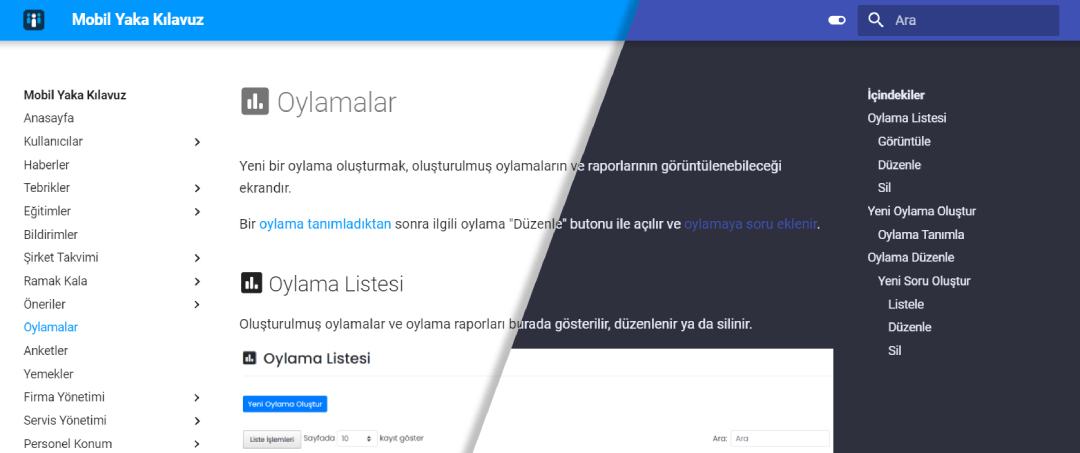 Mobil Yaka Kılavuz
Ara
Mobil Yaka Kılavuz
Anasayfa
Kullanıcılar
Haberler
Tebrikler
Eğitimler
Bildirimler
Şirket Takvimi
Ramak Kala
Öneriler
Oylamalar
Anketler
Yemekler
Firma Yönetimi
Servis Yönetimi
Personel Konum
Oylamalar
Yeni bir oylama oluşturmak, oluşturulmuş oylamaların ve raporlarının görüntülenebileceği
ekrandır.
Bir oylama tanımladıktan sonra ilgili oylama "Düzenle" butonu ile açılır ve oylamaya soru eklenir.
Oylama Listesi
Oluşturulmuş oylamalar ve oylama raporları burada gösterilir, düzenlenir ya da silinir.
Oylama Listesi
Yeni Oylama Oluştur
Liste İşlemleri Sayfada 10 kayıt göster Ara: Ara
İçindekiler
Oylama Listesi
Görüntüle
Düzenle
Sil
Yeni Oylama Oluştur
Oylama Tanımla
Oylama Düzenle
Yeni Soru Oluştur
Listele
Düzenle
Sil